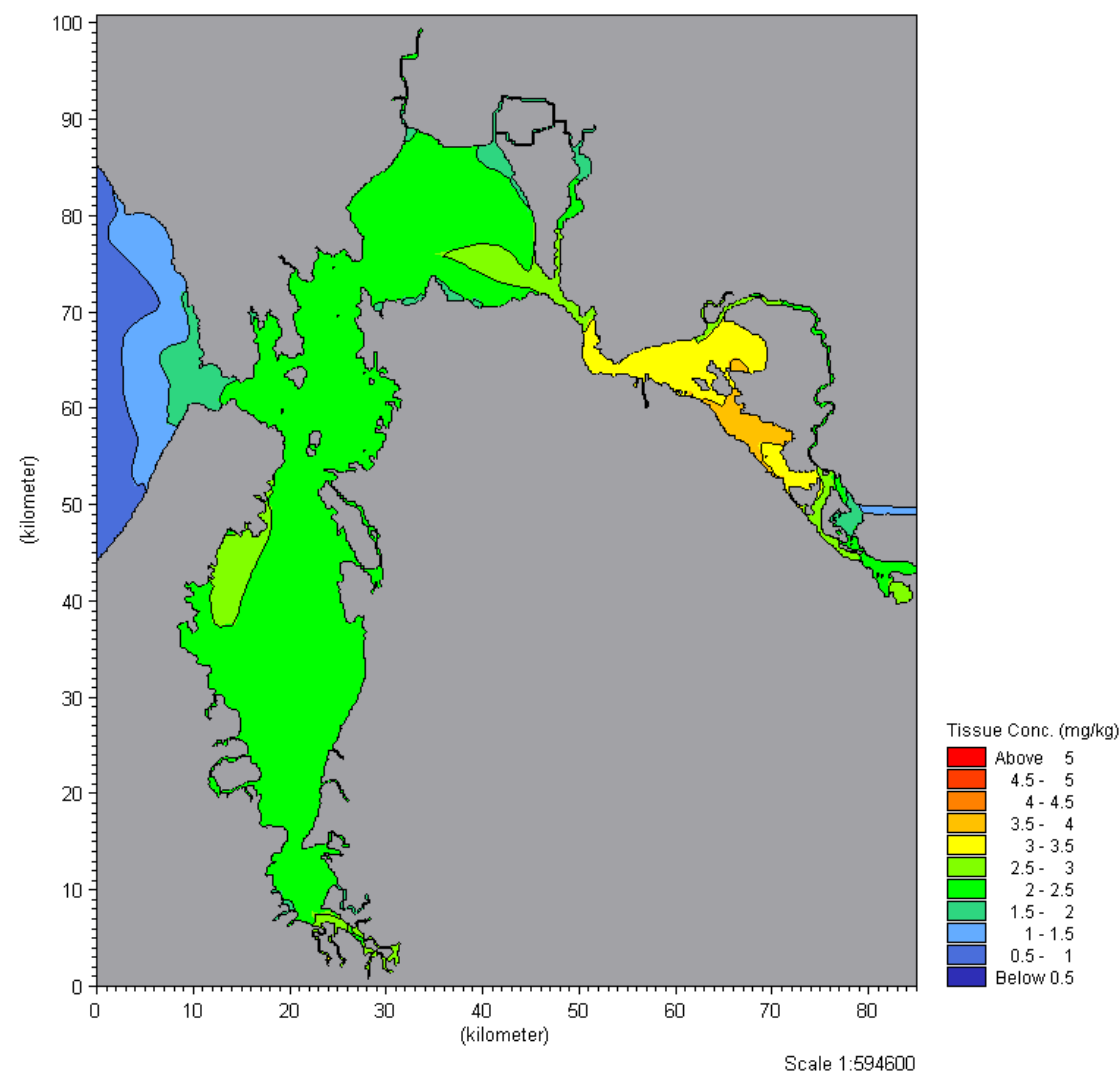 100
90
80
70
60
50
40
30
20
10
0
(kilometer)
0 10 20 30 40 50 60 70 80
(kilometer)
Scale 1:594600
Tissue Conc. (mg/kg)
Above 5
4.5 - 5
4 - 4.5
3.5 - 4
3 - 3.5
2.5 - 3
2 - 2.5
1.5 - 2
1 - 1.5
0.5 - 1
Below 0.5